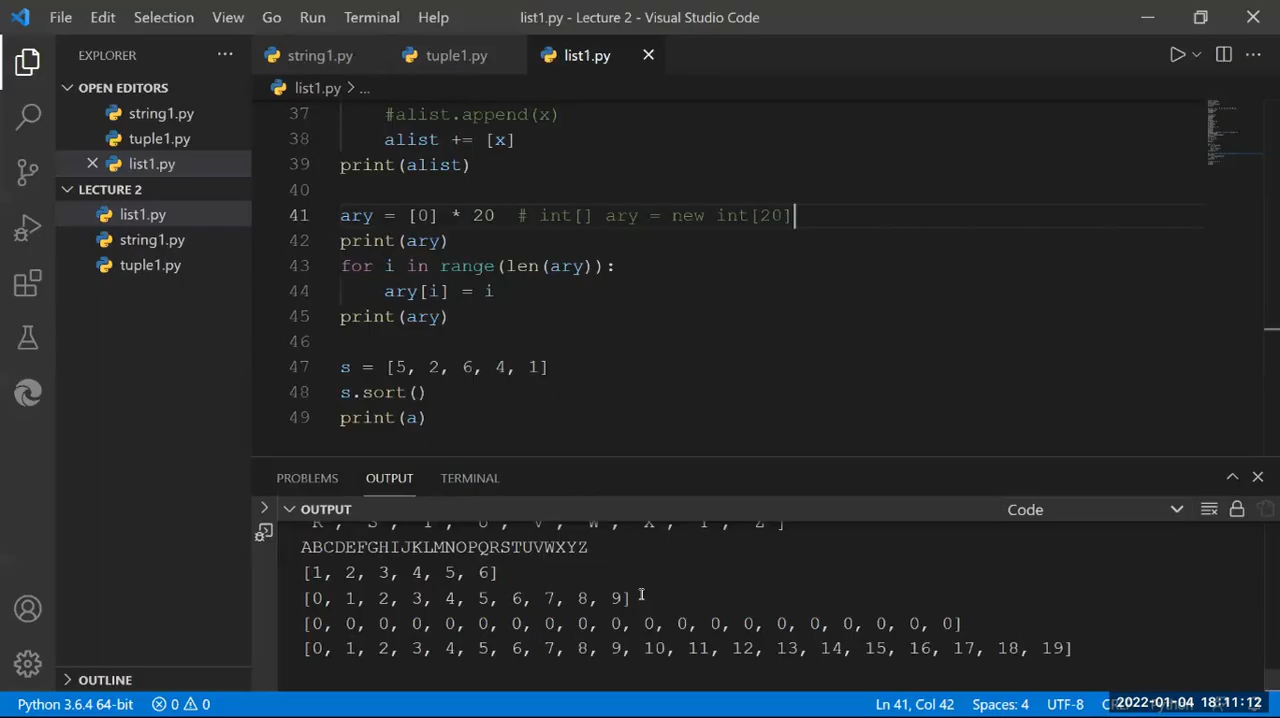 File Edit Selection View Go Run Terminal Help list1.py - Lecture 2 - Visual Studio Code
EXPLORER ... string1.py tuple1.py list1.py
OPEN EDITORS
string1.py
tuple1.py
list1.py
LECTURE 2
list1.py
string1.py
tuple1.py
OUTLINE
list1.py > ...
37 #alist.append(x)
38 alist += [x]
39 print(alist)
40
41 ary = [0] * 20 # int[] ary = new int[20]
42 print(ary)
43 for i in range(len(ary)):
44 ary[i] = i
45 print(ary)
46
47 s = [5, 2, 6, 4, 1]
48 s.sort()
49 print(a)
PROBLEMS OUTPUT TERMINAL
OUTPUT Code
'R', 'S', 'T', 'U', 'V', 'W', 'X', 'Y', 'Z']
ABCDEFGHIJKLMNOPQRSTUVWXYZ
[1, 2, 3, 4, 5, 6]
[0, 1, 2, 3, 4, 5, 6, 7, 8, 9]
[0, 0, 0, 0, 0, 0, 0, 0, 0, 0, 0, 0, 0, 0, 0, 0, 0, 0, 0, 0]
[0, 1, 2, 3, 4, 5, 6, 7, 8, 9, 10, 11, 12, 13, 14, 15, 16, 17, 18, 19]
Python 3.6.4 64-bit 0 0 Ln 41, Col 42 Spaces: 4 UTF-8 2022-01-04 18:11:12